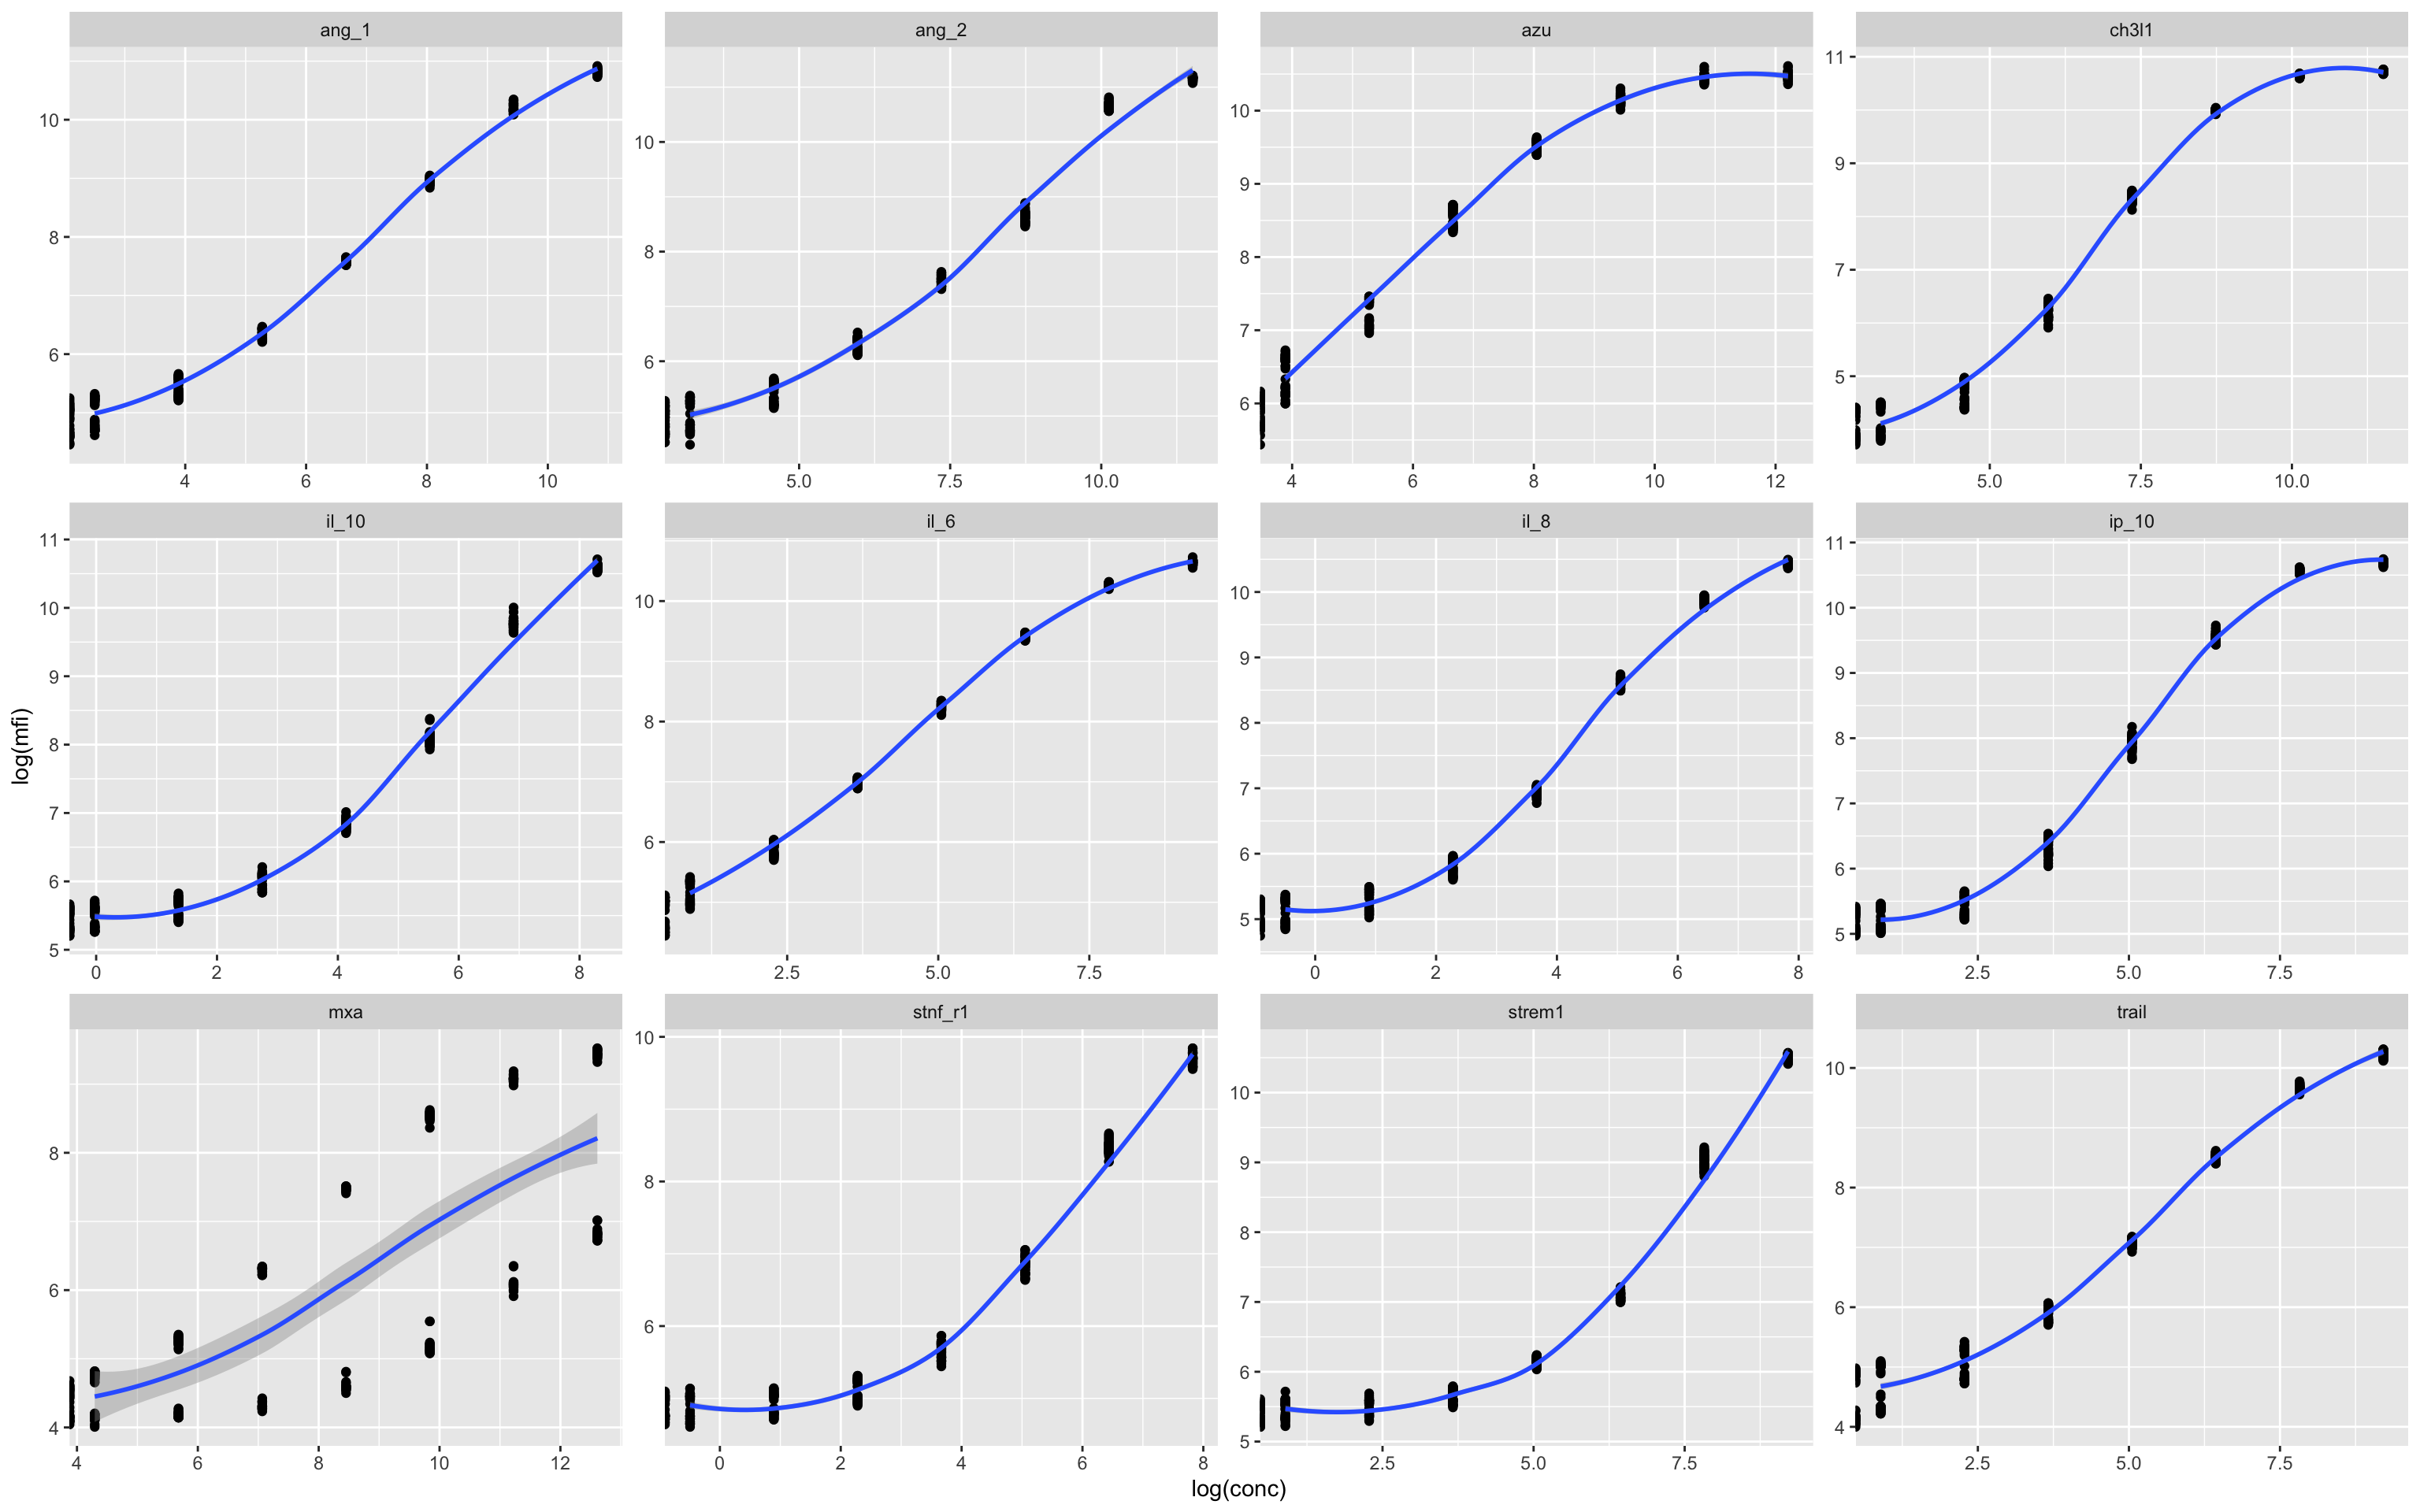 ang_1 ang_2 azu ch3l1
10 8 6
10 8 6
10 9 8 7 6
11 9 7 5
4 6 8 10
5.0 7.5 10.0
4 6 8 10 12
5.0 7.5 10.0
il_10 il_6 il_8 ip_10
11 10 9 8 7 6 5
10 8 6
10 9 8 7 6 5
11 10 9 8 7 6 5
0 2 4 6 8
2.5 5.0 7.5
0 2 4 6 8
2.5 5.0 7.5
log(mfi)
mxa stnf_r1 strem1 trail
8 6 4
10 8 6
10 9 8 7 6 5
10 8 6 4
4 6 8 10 12
0 2 4 6 8
2.5 5.0 7.5
2.5 5.0 7.5
log(conc)